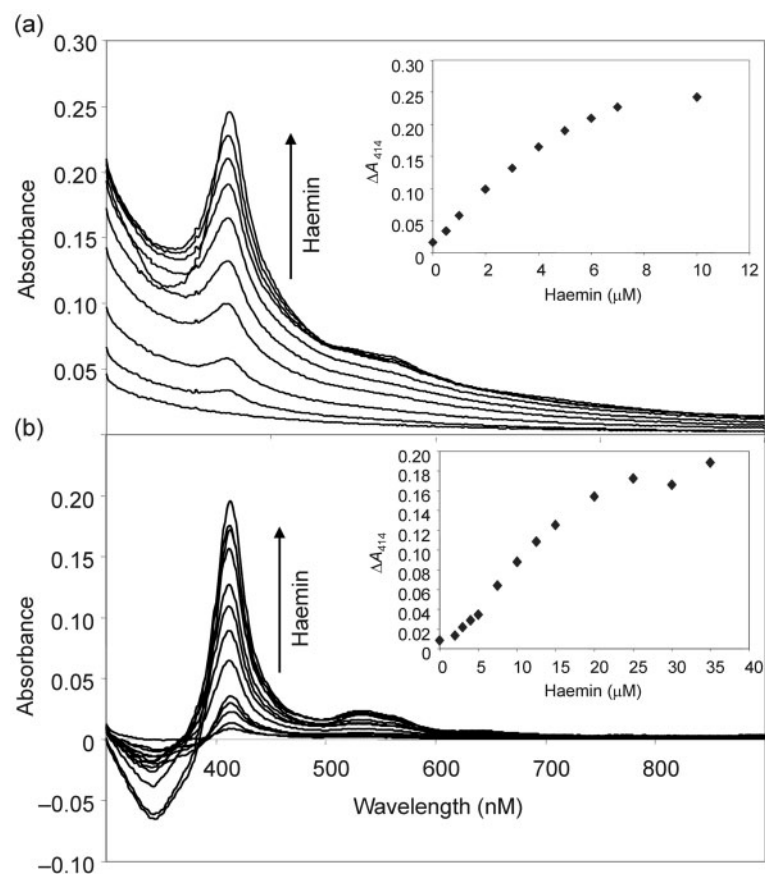 (a)
0.30
0.25
0.20
0.15
0.10
0.05
Absorbance
Haemin
0.30
0.25
0.20
0.15
0.10
0.05
0
ΔA414
0 2 4 6 8 10 12
Haemin (μM)
(b)
0.20
0.15
0.10
0.05
0
–0.05
–0.10
Absorbance
Haemin
0.20
0.18
0.16
0.14
0.12
0.10
0.08
0.06
0.04
0.02
0
ΔA414
0 5 10 15 20 25 30 35 40
Haemin (μM)
400 500 600 700 800
Wavelength (nM)